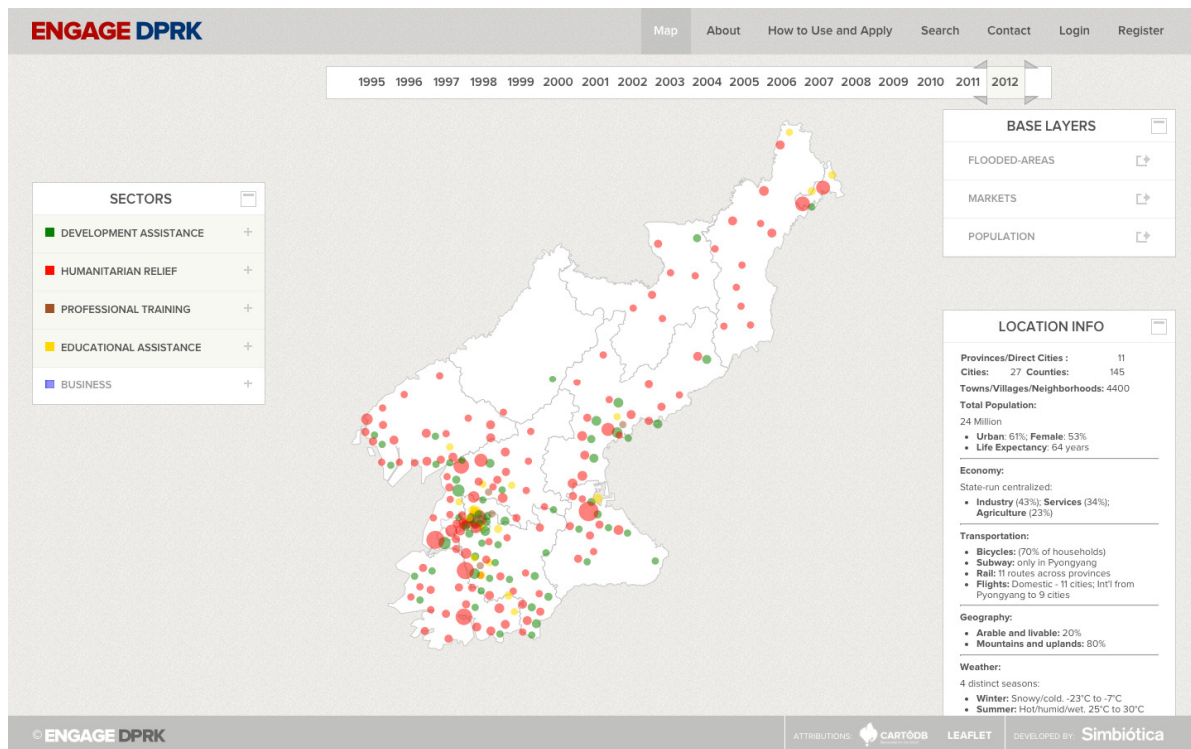 ENGAGE DPRK
Map About How to Use and Apply Search Contact Login Register
1995 1996 1997 1998 1999 2000 2001 2002 2003 2004 2005 2006 2007 2008 2009 2010 2011 2012
SECTORS
DEVELOPMENT ASSISTANCE +
HUMANITARIAN RELIEF +
PROFESSIONAL TRAINING +
EDUCATIONAL ASSISTANCE +
BUSINESS +
BASE LAYERS
FLOODED-AREAS
MARKETS
POPULATION
LOCATION INFO
Provinces/Direct Cities : 11
Cities: 27 Counties: 145
Towns/Villages/Neighborhoods: 4400
Total Population:
24 Million
• Urban: 61%; Female: 53%
• Life Expectancy: 64 years
Economy:
State-run centralized:
• Industry (43%); Services (34%);
Agriculture (23%)
Transportation:
• Bicycles: (70% of households)
• Subway: only in Pyongyang
• Rail: 11 routes across provinces
• Flights: Domestic - 11 cities; Int'l from
Pyongyang to 9 cities
Geography:
• Arable and livable: 20%
• Mountains and uplands: 80%
Weather:
4 distinct seasons:
• Winter: Snowy/cold. -23°C to -7°C
• Summer: Hot/humid/wet. 25°C to 30°C
© ENGAGE DPRK
ATTRIBUTIONS: CARTODB LEAFLET DEVELOPED BY: Simbiótica